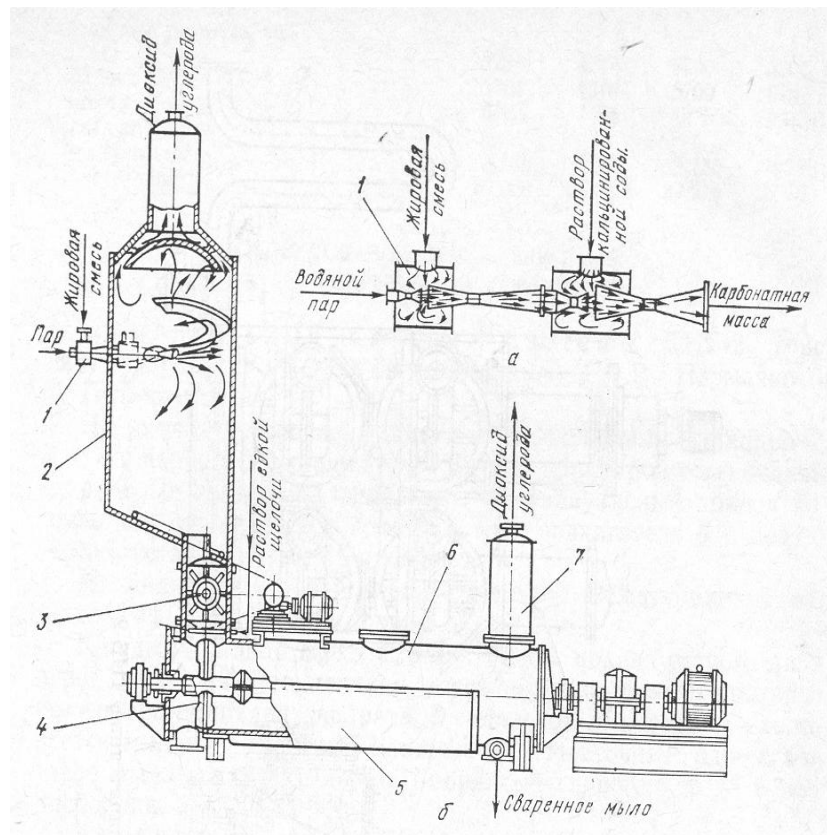 Диоксид
углерода
Жировая
смесь
Пар
1
2
3
4
1
Жировая
смесь
Раствор
кальцинирован-
ной соды.
Водяной
пар
Карбонатная
масса
а
Раствор едкой
щелочи
Диоксид
углерода
6
7
5
б
Сваренное мыло